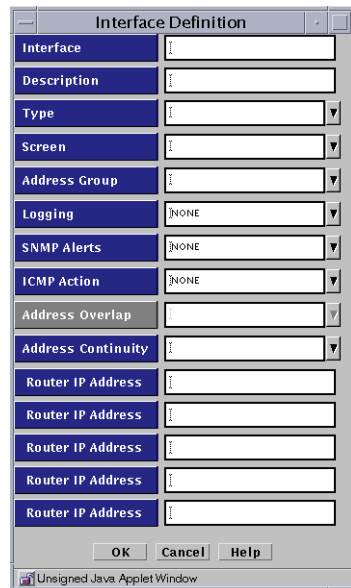 Interface Definition
Interface
Description
Type
Screen
Address Group
Logging NONE
SNMP Alerts NONE
ICMP Action NONE
Address Overlap
Address Continuity
Router IP Address
Router IP Address
Router IP Address
Router IP Address
Router IP Address
OK Cancel Help
Unsigned Java Applet Window